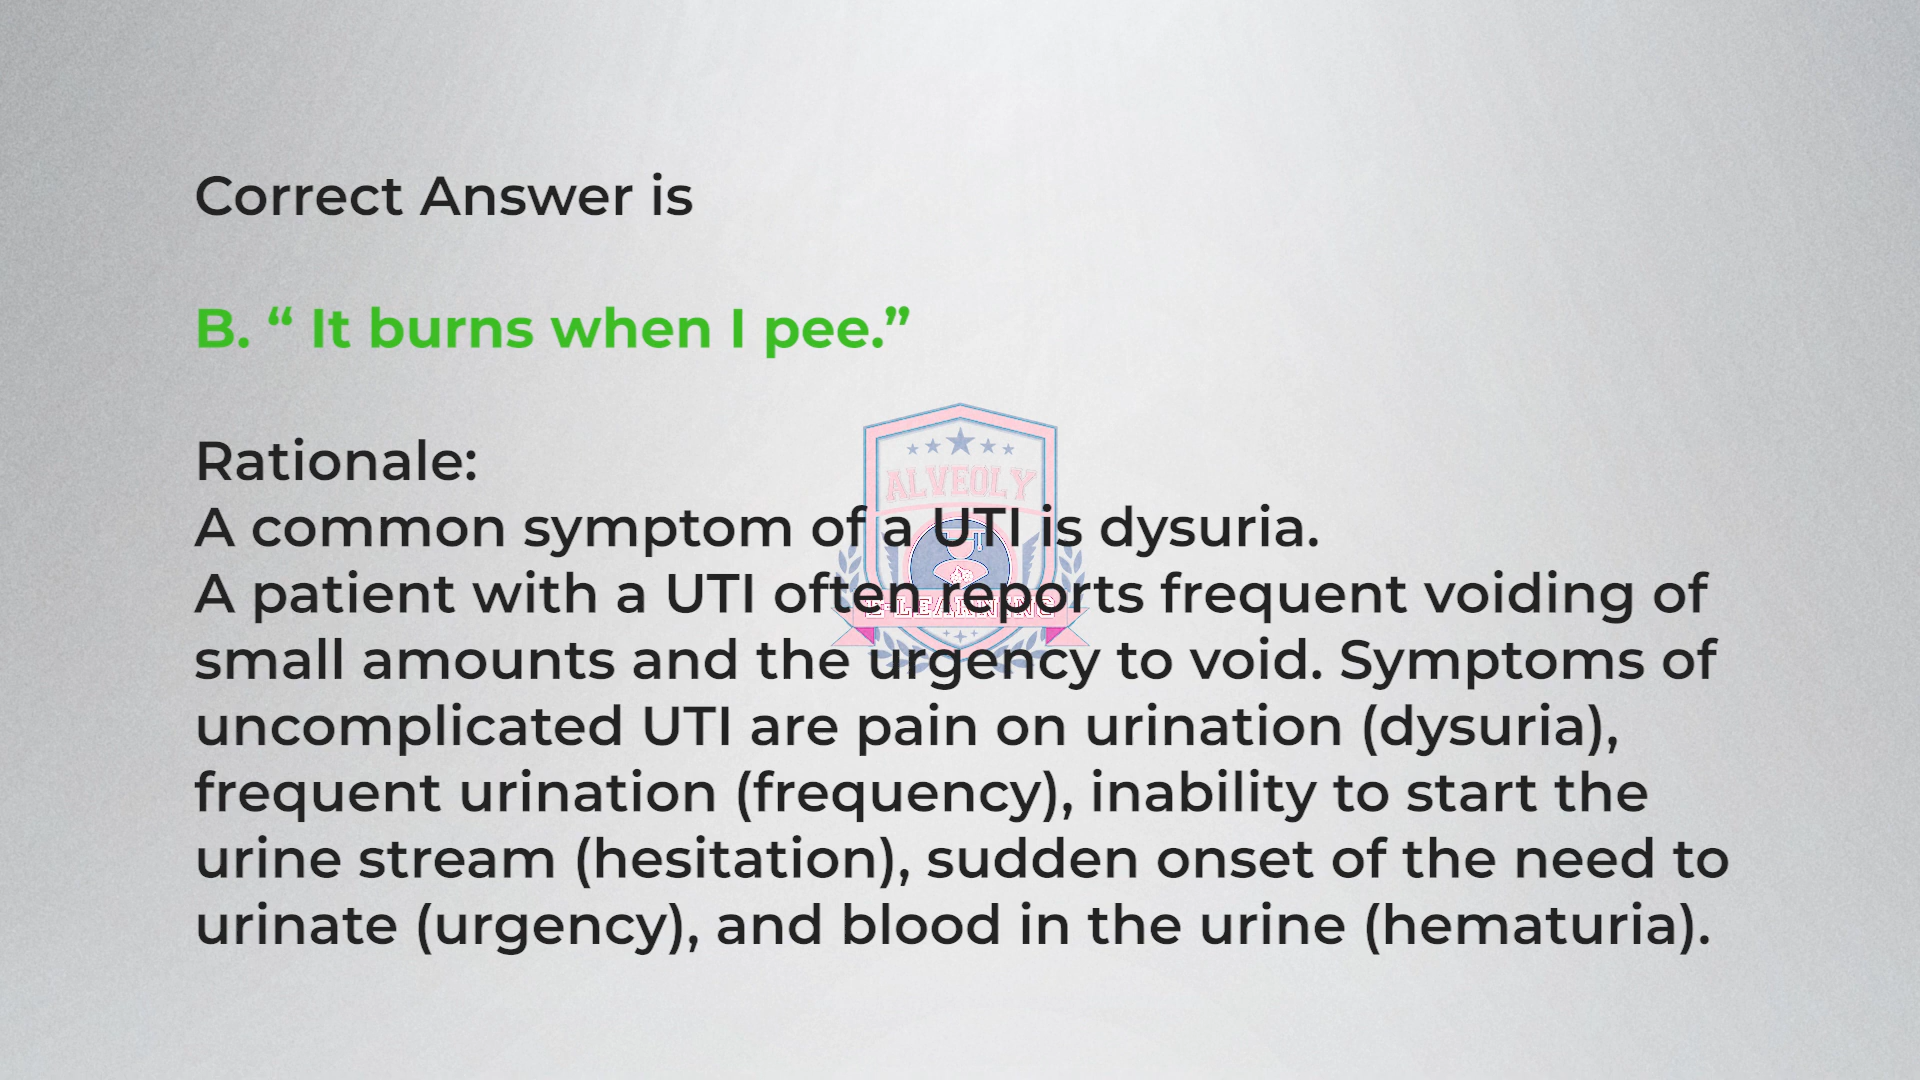 Correct Answer is
B. “ It burns when I pee.”
Rationale:
A common symptom of a UTI is dysuria.
A patient with a UTI often reports frequent voiding of
small amounts and the urgency to void. Symptoms of
uncomplicated UTI are pain on urination (dysuria),
frequent urination (frequency), inability to start the
urine stream (hesitation), sudden onset of the need to
urinate (urgency), and blood in the urine (hematuria).
ALVEOLY
E-LEARNING